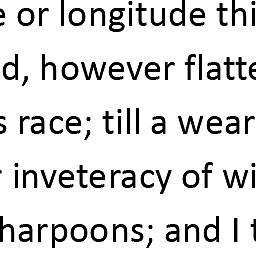 or longitude thi
d, however flatte
s race; till a wear
r inveteracy of wi
harpoons; and I t